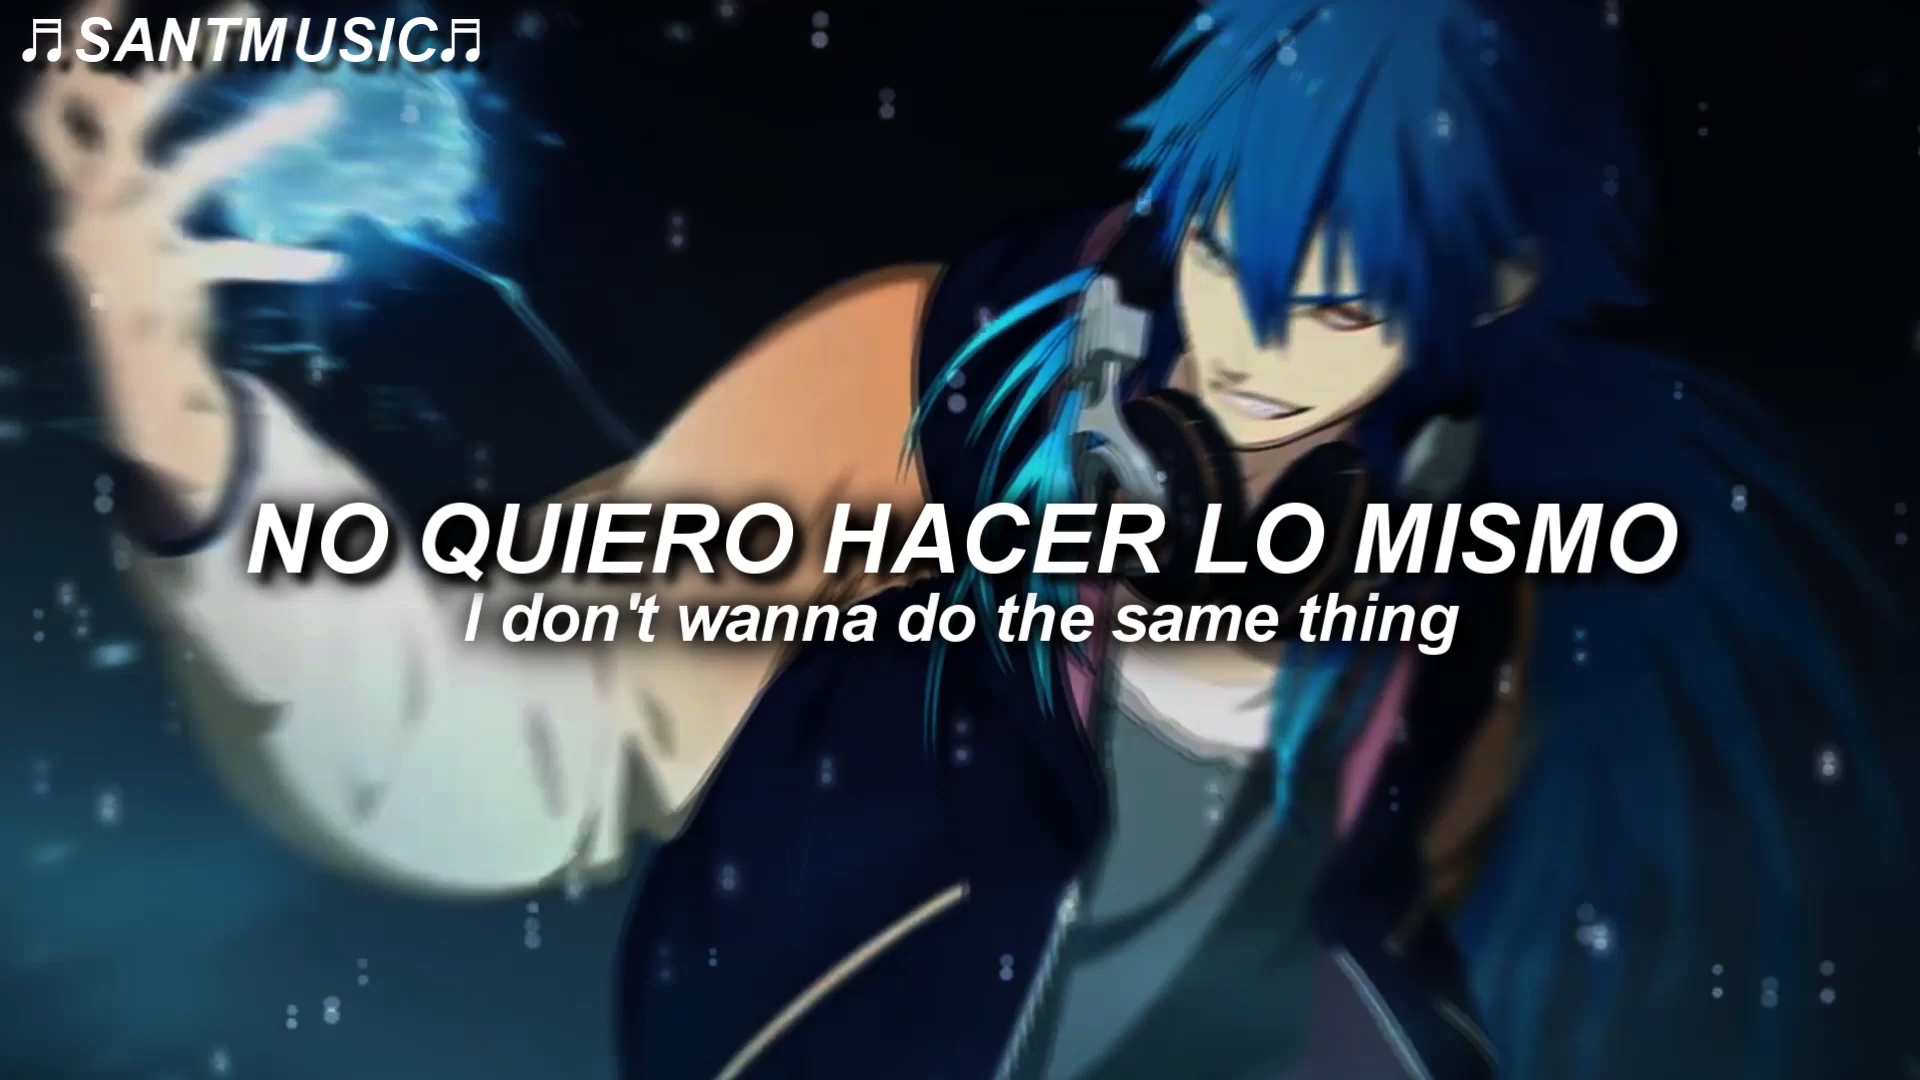 ♫SANTMUSIC♫
NO QUIERO HACER LO MISMO
I don't wanna do the same thing